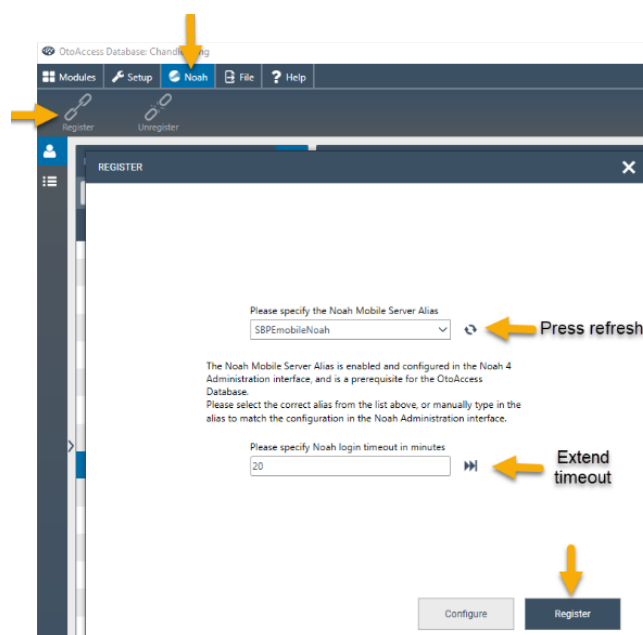 OtoAccess Database: Chandl
Modules Setup Noah File ? Help
Register Unregister
REGISTER
Please specify the Noah Mobile Server Alias
SBPEmobileNoah
Press refresh
The Noah Mobile Server Alias is enabled and configured in the Noah 4
Administration interface, and is a prerequisite for the OtoAccess
Database.
Please select the correct alias from the list above, or manually type in the
alias to match the configuration in the Noah Administration interface.
Please specify Noah login timeout in minutes
20
Extend
timeout
Configure Register